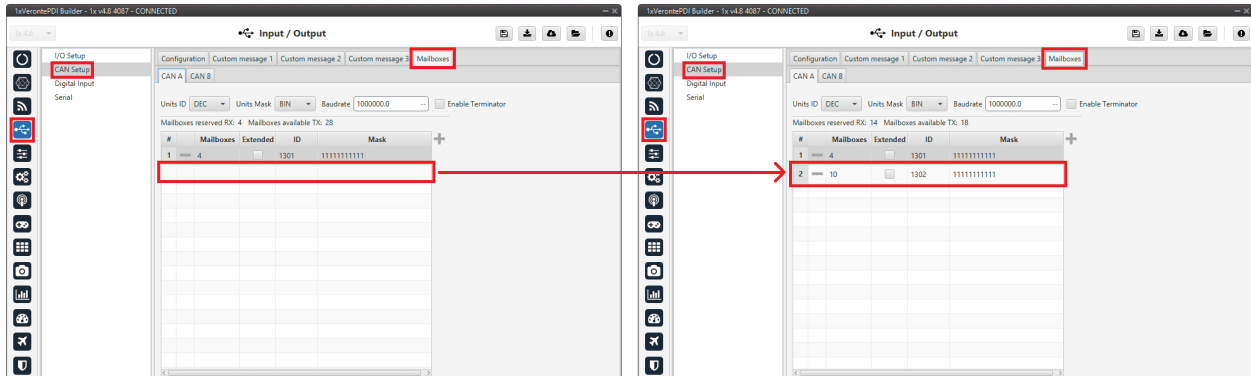 1xVerontePDI Builder - 1x v4.8 4087 - CONNECTED
1x 4.8
Input / Output
I/O Setup
CAN Setup
Digital Input
Serial
Configuration Custom message 1 Custom message 2 Custom message 3 Mailboxes
CAN A CAN B
Units ID DEC Units Mask BIN Baudrate 1000000.0 ... Enable Terminator
Mailboxes reserved RX: 4 Mailboxes available TX: 28
# Mailboxes Extended ID Mask
1 4 1301 11111111111
1xVerontePDI Builder - 1x v4.8 4087 - CONNECTED
1x 4.8
Input / Output
I/O Setup
CAN Setup
Digital Input
Serial
Configuration Custom message 1 Custom message 2 Custom message 3 Mailboxes
CAN A CAN B
Units ID DEC Units Mask BIN Baudrate 1000000.0 ... Enable Terminator
Mailboxes reserved RX: 14 Mailboxes available TX: 18
# Mailboxes Extended ID Mask
1 4 1301 11111111111
2 10 1302 11111111111